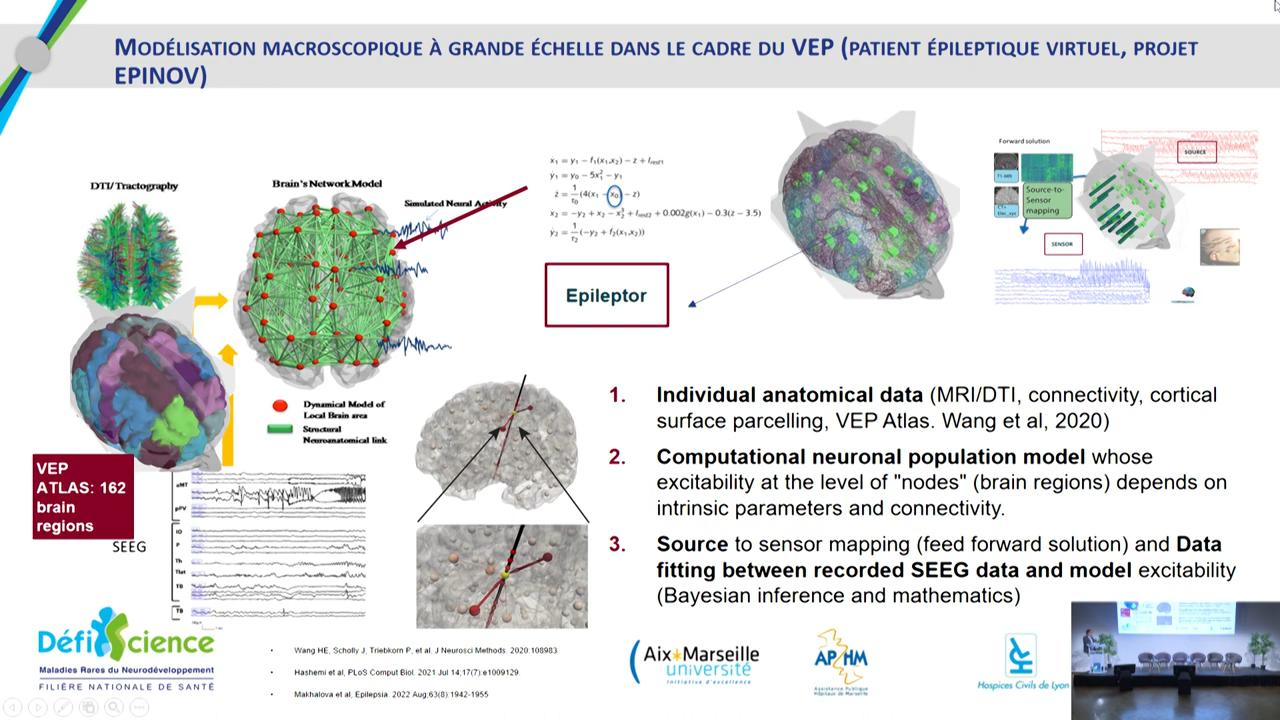 MODÉLISATION MACROSCOPIQUE À GRANDE ÉCHELLE DANS LE CADRE DU VEP (PATIENT ÉPILEPTIQUE VIRTUEL, PROJET
EPINOV)
DTI/ Tractography
Brain's Network Model
Simulated Neural Activity
Epileptor
Forward solution
T1-MRI
Source-to-
Sensor
mapping
SOURCE
SENSOR
Dynamical Model of
Local Brain area
Structural
Neuroanatomical link
VEP
ATLAS: 162
brain
regions
SEEG
1. Individual anatomical data (MRI/DTI, connectivity, cortical
surface parcelling, VEP Atlas. Wang et al, 2020)
2. Computational neuronal population model whose
excitability at the level of "nodes" (brain regions) depends on
intrinsic parameters and connectivity.
3. Source to sensor mapping (feed forward solution) and Data
fitting between recorded SEEG data and model excitability
(Bayesian inference and mathematics)
DéfiScience
Maladies Rares du Neurodéveloppement
FILIÈRE NATIONALE DE SANTÉ
• Wang HE, Scholly J, Triebkorn P, et al. J Neurosci Methods. 2020:108983
• Hashemi et al, PLoS Comput Biol. 2021 Jul 14;17(7):e1009129
• Makhalova et al, Epilepsia. 2022 Aug;63(8):1942-1955
Aix*Marseille
université
Initiative d'excellence
AP HM
Assistance Publique
Hôpitaux de Marseille
Hospices Civils de Lyon